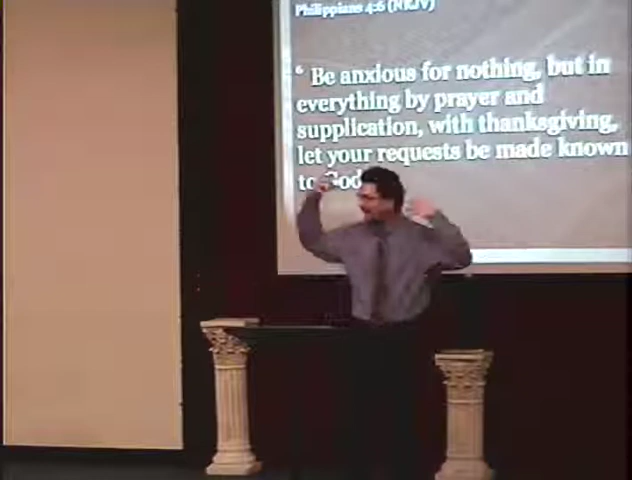 Philippians 4:6 (NKJV)
6 Be anxious for nothing, but in
everything by prayer and
supplication, with thanksgiving,
let your requests be made known
to God